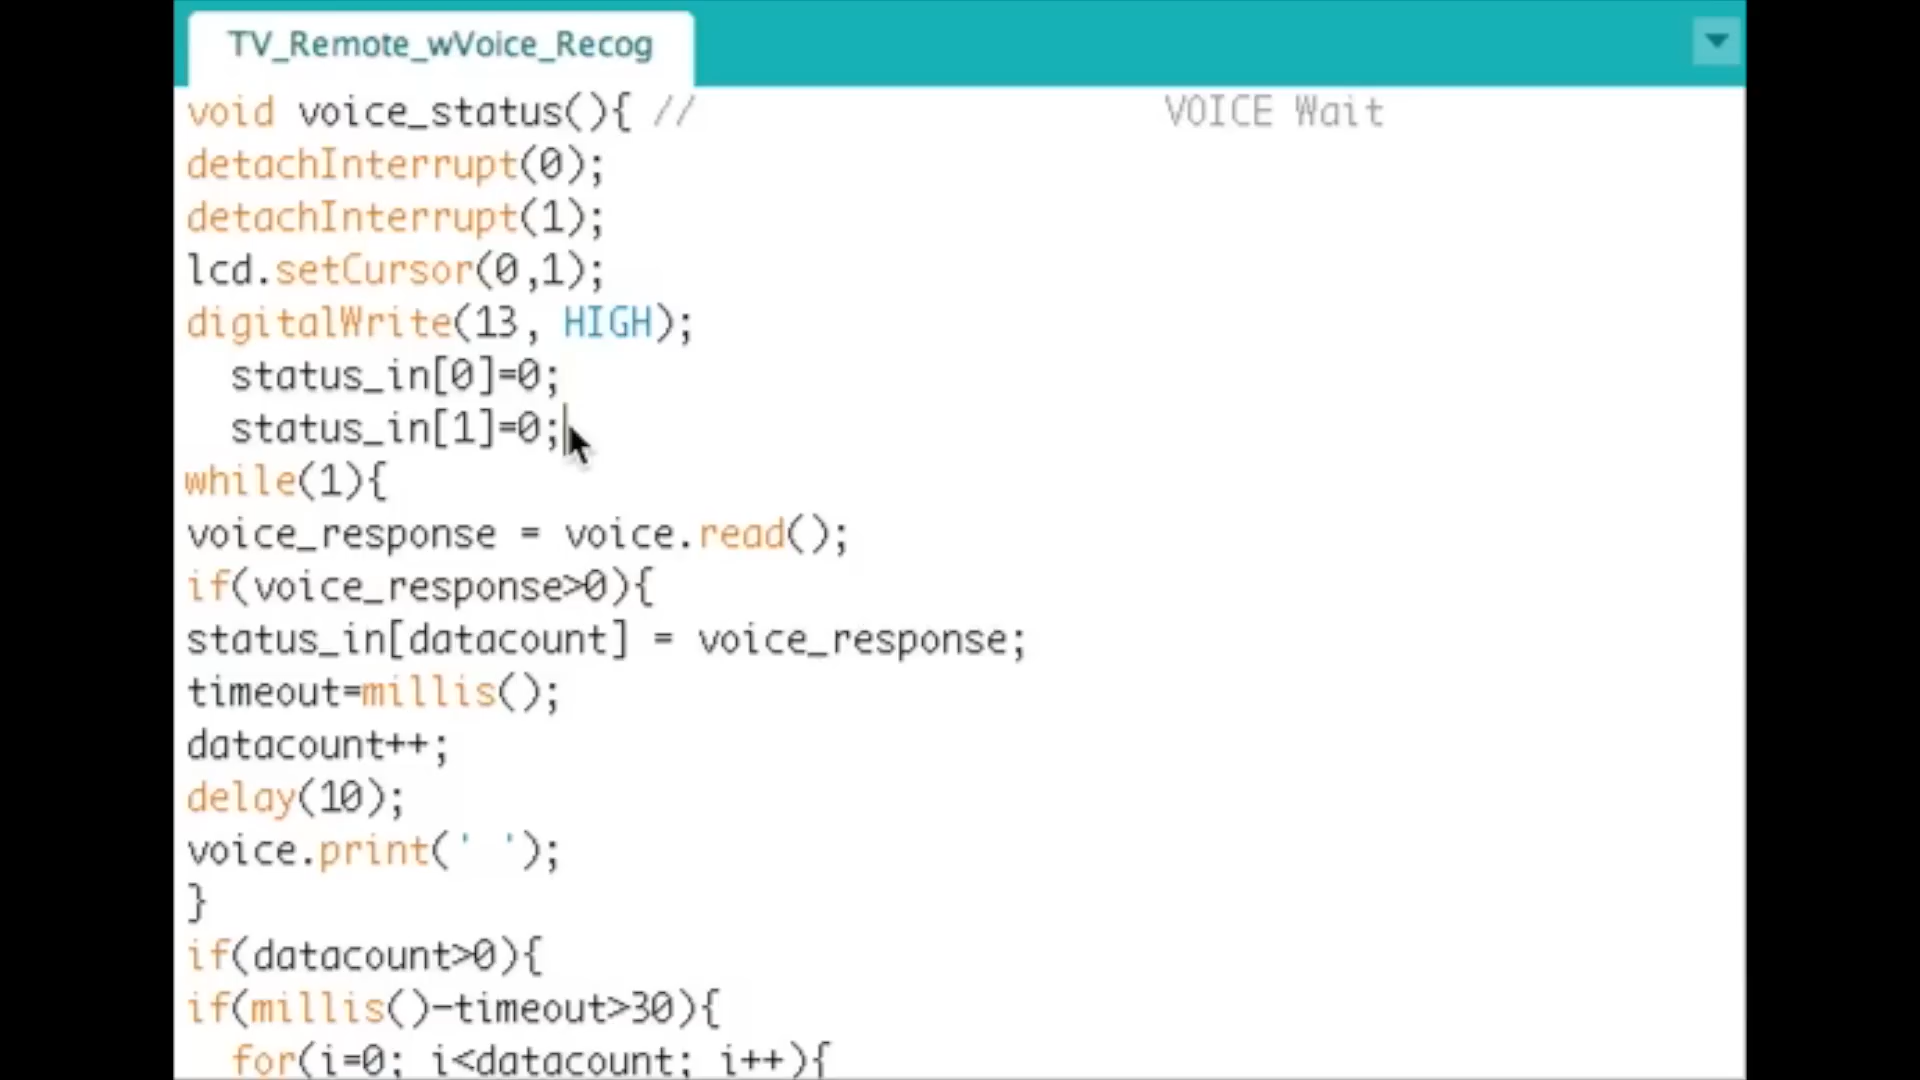 TV_Remote_wVoice_Recog
void voice_status(){ // VOICE Wait
detachInterrupt(0);
detachInterrupt(1);
lcd.setCursor(0,1);
digitalWrite(13, HIGH);
status_in[0]=0;
status_in[1]=0;
while(1){
voice_response = voice.read();
if(voice_response>0){
status_in[datacount] = voice_response;
timeout=millis();
datacount++;
delay(10);
voice.print(' ');
}
if(datacount>0){
if(millis()-timeout>30){
for(i=0; i<datacount; i++){